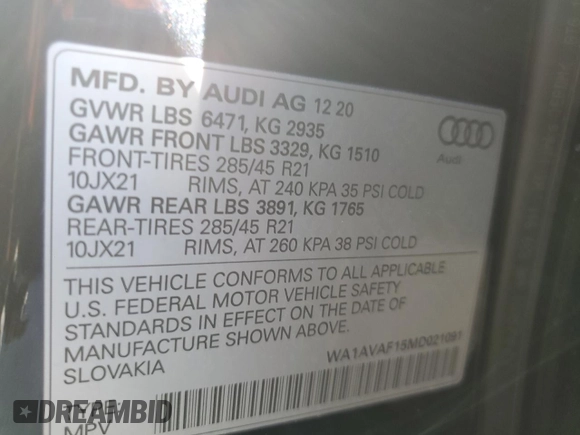 MFD. BY AUDI AG 12 20
GVWR LBS 6471, KG 2935
GAWR FRONT LBS 3329, KG 1510
FRONT-TIRES 285/45 R21
10JX21 RIMS, AT 240 KPA 35 PSI COLD
GAWR REAR LBS 3891, KG 1765
REAR-TIRES 285/45 R21
10JX21 RIMS, AT 260 KPA 38 PSI COLD
Audi
THIS VEHICLE CONFORMS TO ALL APPLICABLE
U.S. FEDERAL MOTOR VEHICLE SAFETY
STANDARDS IN EFFECT ON THE DATE OF
MANUFACTURE SHOWN ABOVE.
SLOVAKIA
WA1AVAF15MD021091
TYPE:
MPV
DREAMBID.COM